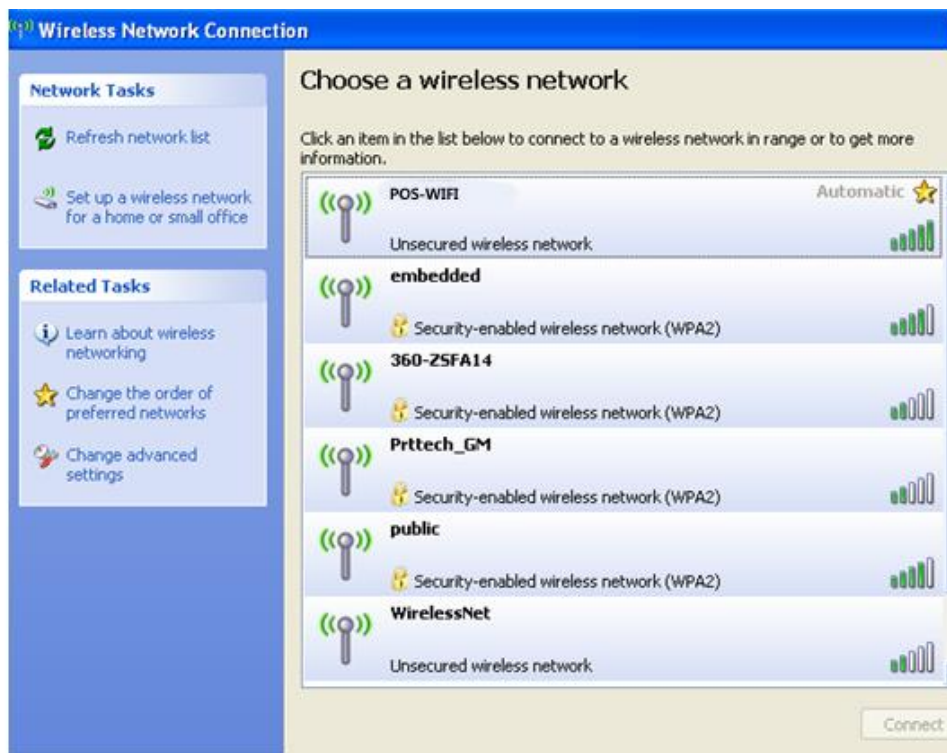 Wireless Network Connection
Network Tasks
Refresh network list
Set up a wireless network
for a home or small office
Related Tasks
Learn about wireless
networking
Change the order of
preferred networks
Change advanced
settings
Choose a wireless network
Click an item in the list below to connect to a wireless network in range or to get more
information.
POS-WIFI Automatic
Unsecured wireless network
embedded
Security-enabled wireless network (WPA2)
360-ZSFA14
Security-enabled wireless network (WPA2)
Prttech_GM
Security-enabled wireless network (WPA2)
public
Security-enabled wireless network (WPA2)
WirelessNet
Unsecured wireless network
Connect